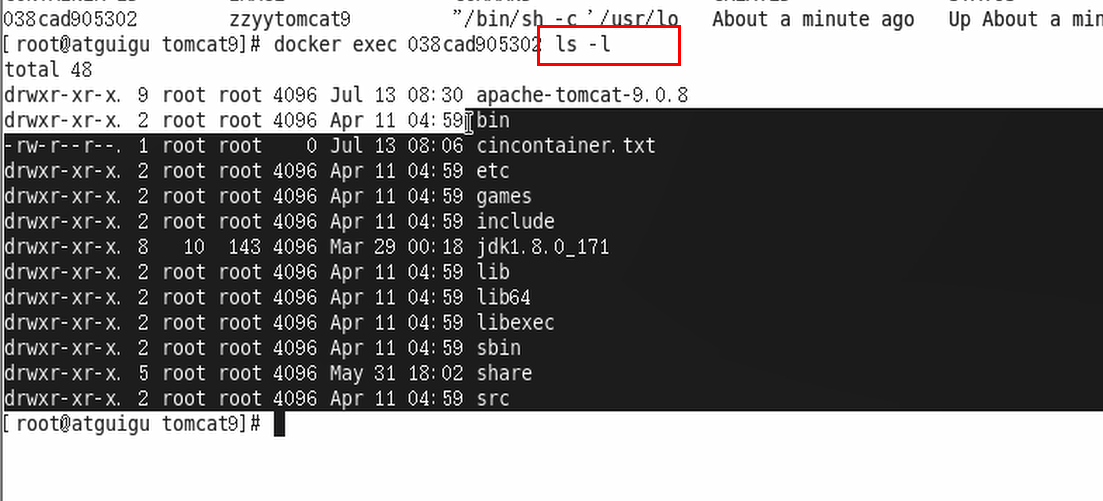 038cad905302 zzyytomcat9 "/bin/sh -c '/usr/lo About a minute ago Up About a min
[root@atguigu tomcat9]# docker exec 038cad905302 ls -l
total 48
drwxr-xr-x. 9 root root 4096 Jul 13 08:30 apache-tomcat-9.0.8
drwxr-xr-x. 2 root root 4096 Apr 11 04:59 bin
-rw-r--r--. 1 root root 0 Jul 13 08:06 cincontainer.txt
drwxr-xr-x. 2 root root 4096 Apr 11 04:59 etc
drwxr-xr-x. 2 root root 4096 Apr 11 04:59 games
drwxr-xr-x. 2 root root 4096 Apr 11 04:59 include
drwxr-xr-x. 8 10 143 4096 Mar 29 00:18 jdk1.8.0_171
drwxr-xr-x. 2 root root 4096 Apr 11 04:59 lib
drwxr-xr-x. 2 root root 4096 Apr 11 04:59 lib64
drwxr-xr-x. 2 root root 4096 Apr 11 04:59 libexec
drwxr-xr-x. 2 root root 4096 Apr 11 04:59 sbin
drwxr-xr-x. 5 root root 4096 May 31 18:02 share
drwxr-xr-x. 2 root root 4096 Apr 11 04:59 src
[root@atguigu tomcat9]#